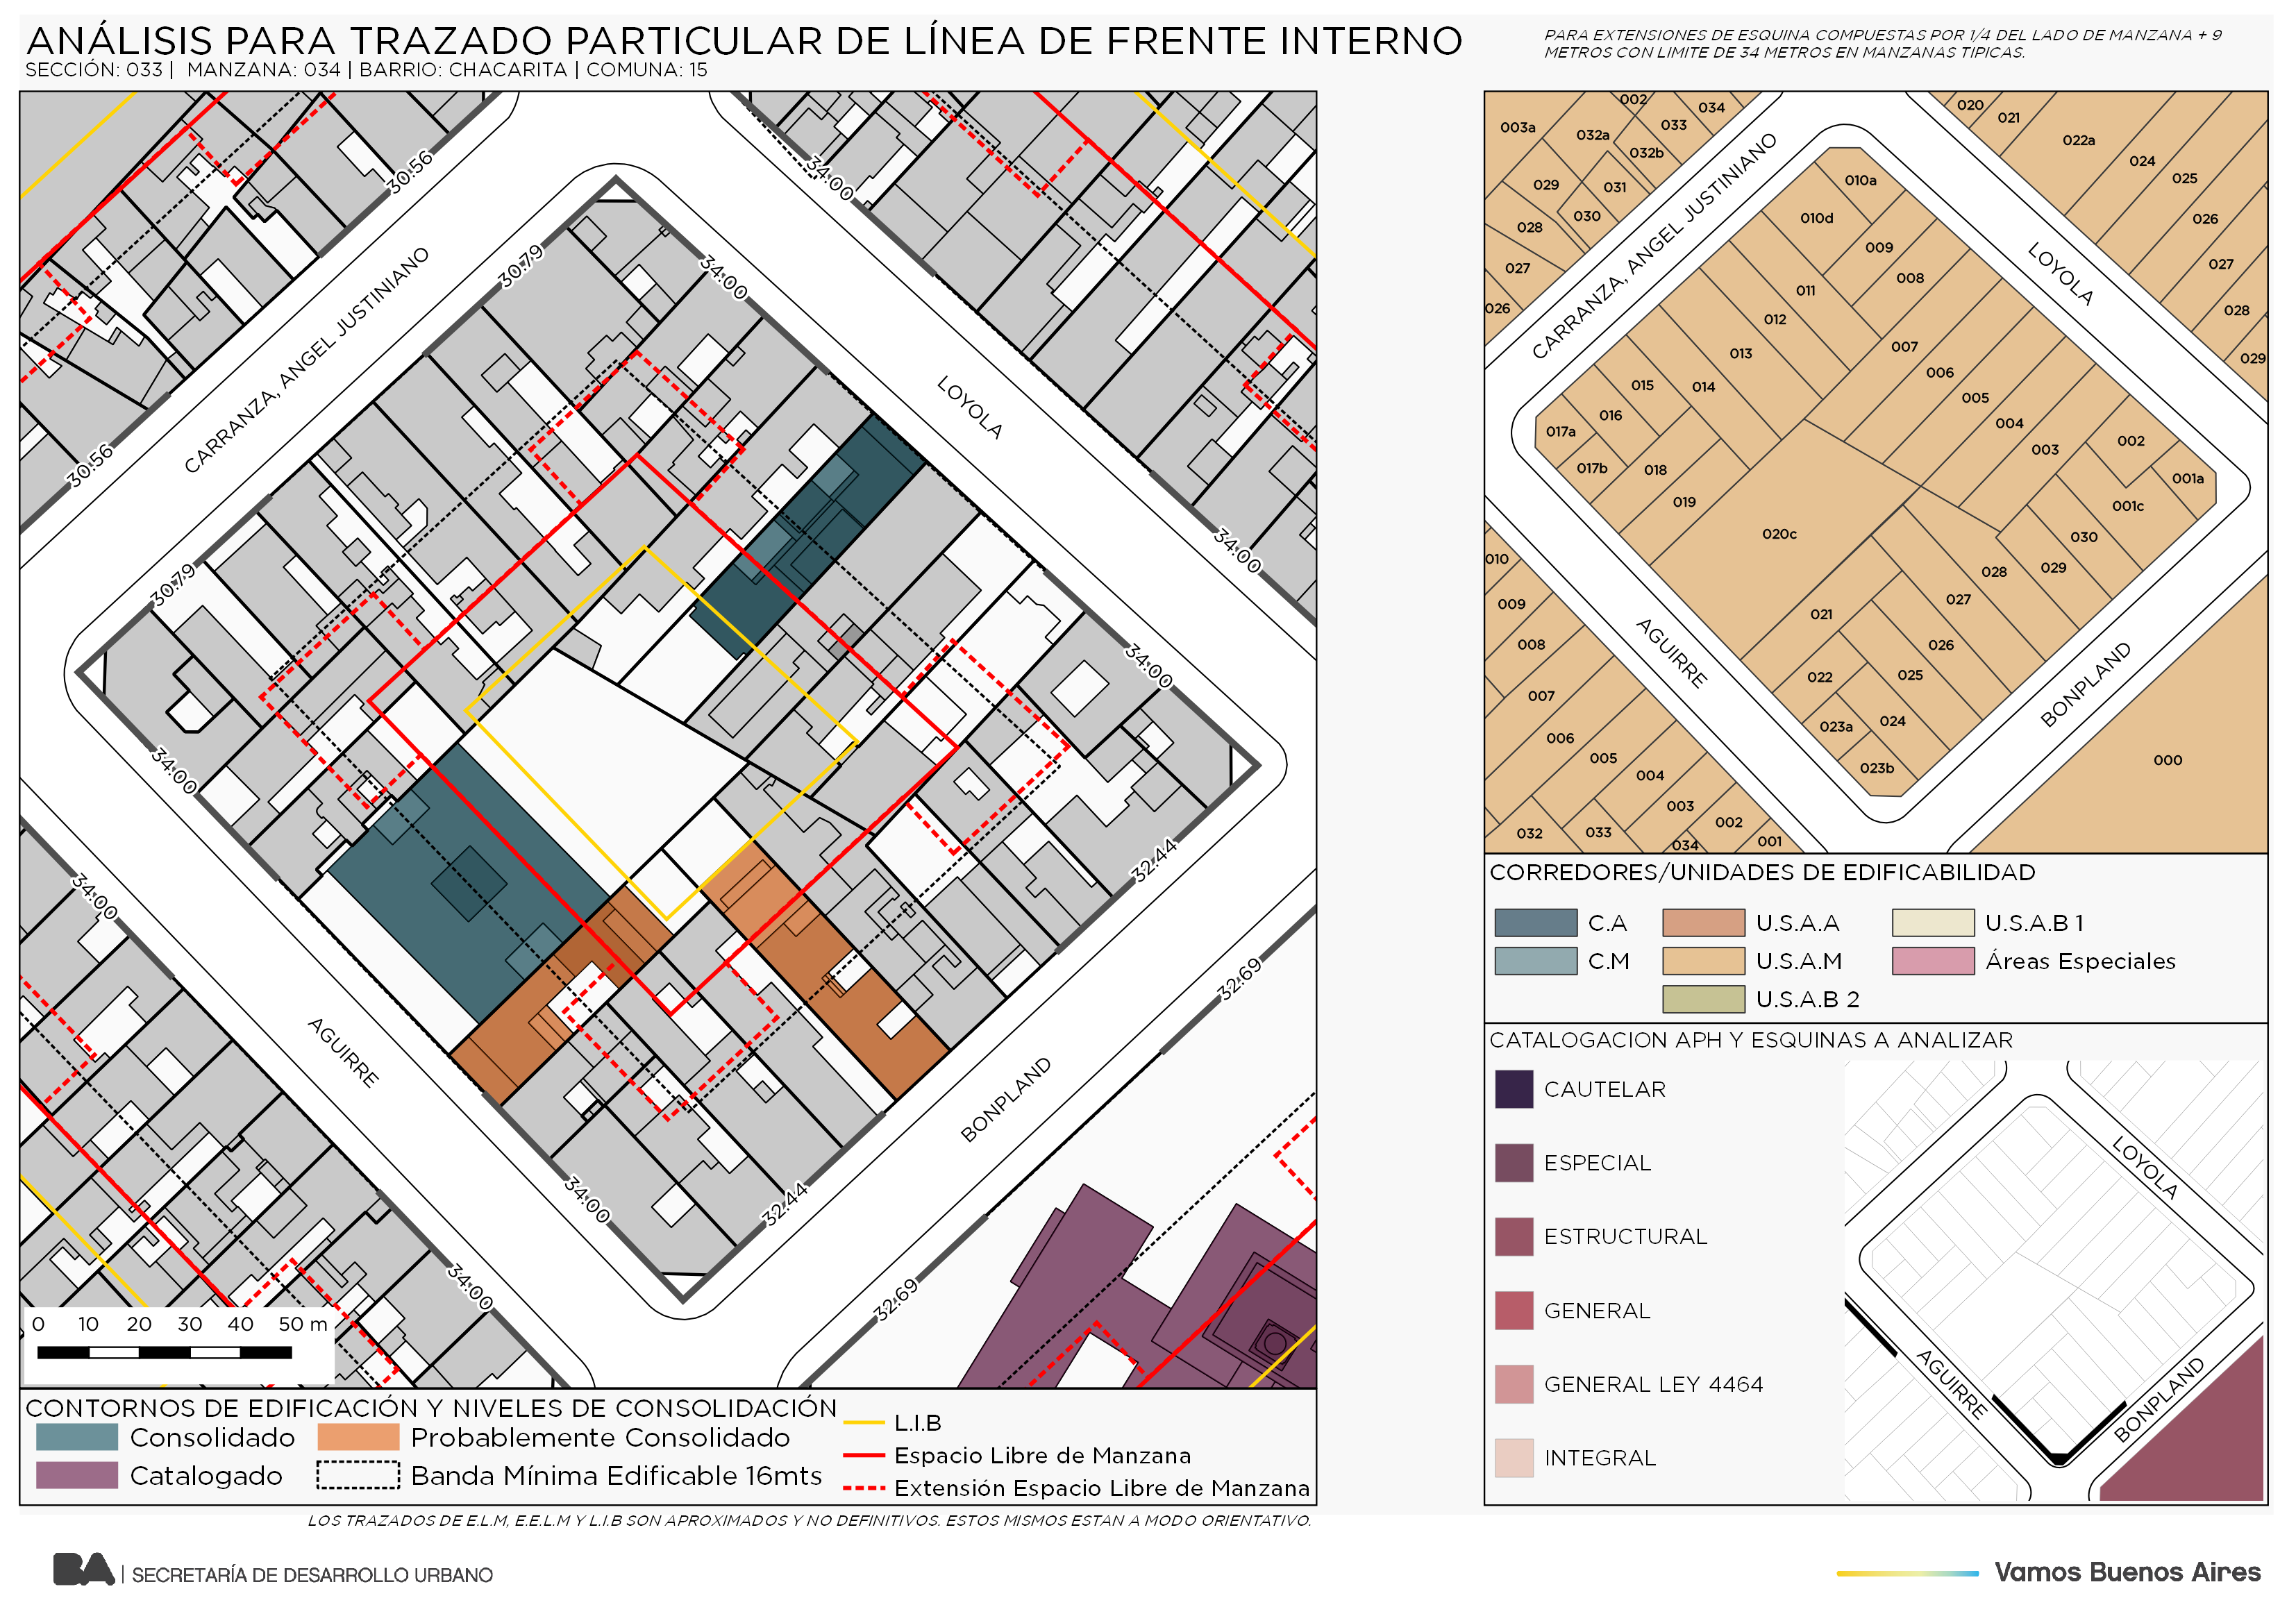 ANÁLISIS PARA TRAZADO PARTICULAR DE LÍNEA DE FRENTE INTERNO
SECCIÓN: 033 | MANZANA: 034 | BARRIO: CHACARITA | COMUNA: 15
PARA EXTENSIONES DE ESQUINA COMPUESTAS POR 1/4 DEL LADO DE MANZANA + 9
METROS CON LIMITE DE 34 METROS EN MANZANAS TIPICAS.
30.56
34.00
30.79
34.00
CARRANZA, ANGEL JUSTINIANO
LOYOLA
30.56
34.00
30.79
34.00
34.00
34.00
32.44
32.69
AGUIRRE
BONPLAND
34.00
32.44
34.00
32.69
0 10 20 30 40 50 m
CONTORNOS DE EDIFICACIÓN Y NIVELES DE CONSOLIDACIÓN
Consolidado
Probablemente Consolidado
Catalogado
Banda Mínima Edificable 16mts
L.I.B
Espacio Libre de Manzana
Extensión Espacio Libre de Manzana
LOS TRAZADOS DE E.L.M, E.E.L.M Y L.I.B SON APROXIMADOS Y NO DEFINITIVOS. ESTOS MISMOS ESTAN A MODO ORIENTATIVO.
003a
002
034
033
032a
032b
029
031
030
028
027
026
020
021
022a
024
025
026
027
028
029
CARRANZA, ANGEL JUSTINIANO
LOYOLA
010a
010d
009
008
011
012
013
007
006
014
015
005
016
004
017a
003
002
017b
018
001a
019
001c
020c
030
029
028
027
021
026
022
025
023a
024
023b
010
009
008
007
006
005
004
003
002
032
033
034
001
000
AGUIRRE
BONPLAND
CORREDORES/UNIDADES DE EDIFICABILIDAD
C.A
U.S.A.A
U.S.A.B 1
C.M
U.S.A.M
Áreas Especiales
U.S.A.B 2
CATALOGACION APH Y ESQUINAS A ANALIZAR
CAUTELAR
ESPECIAL
ESTRUCTURAL
GENERAL
GENERAL LEY 4464
INTEGRAL
LOYOLA
AGUIRRE
BONPLAND
BA | SECRETARÍA DE DESARROLLO URBANO
Vamos Buenos Aires